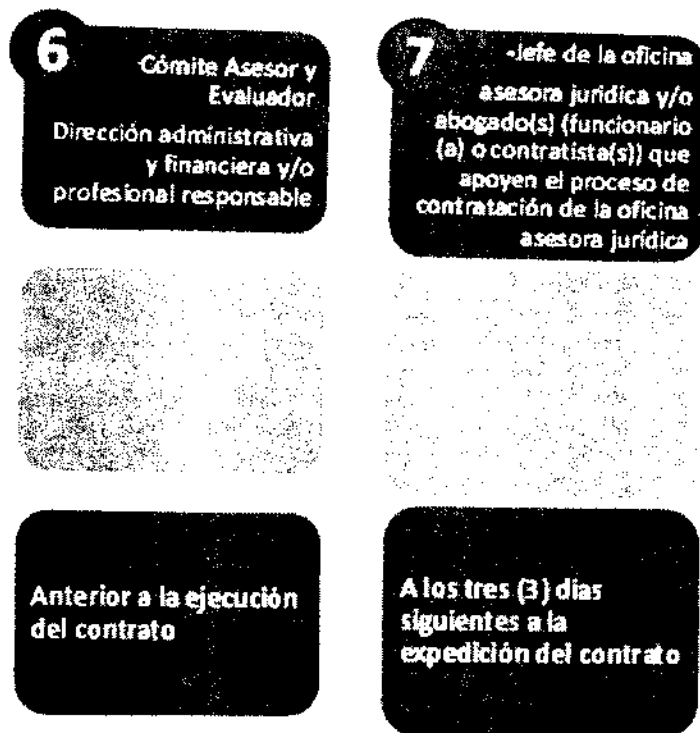 6
Cómite Asesor y
Evaluador
Dirección administrativa
y financiera y/o
profesional responsable
7
-Jefe de la oficina
asesora jurídica y/o
abogado(s) (funcionario
(a) o contratista(s)) que
apoyen el proceso de
contratación de la oficina
asesora jurídica
Anterior a la ejecución
del contrato
A los tres (3) días
siguientes a la
expedición del contrato